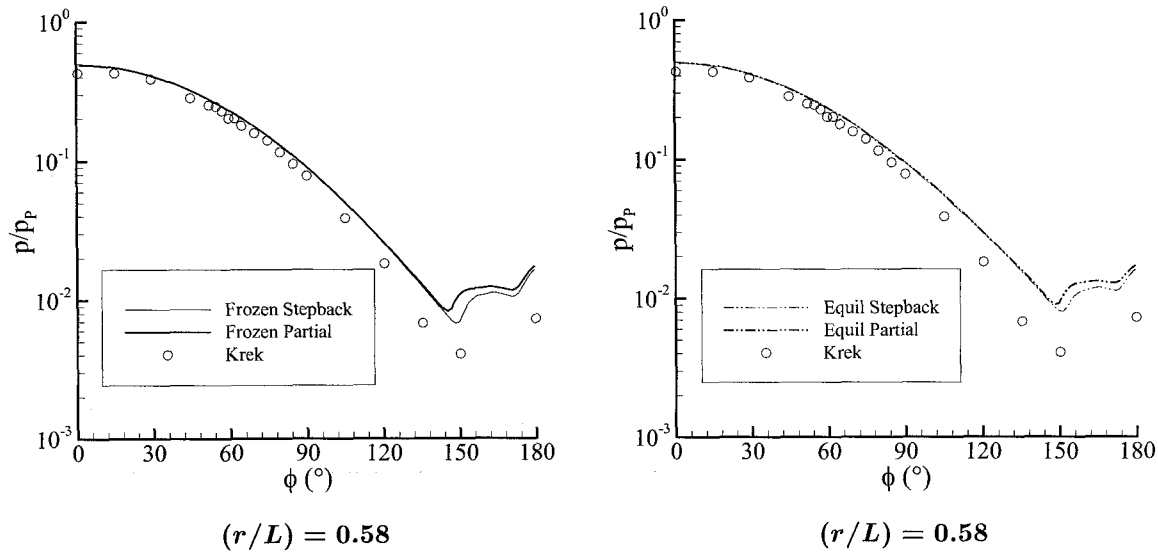 10^0
10^-1
10^-2
10^-3
p/p_P
Frozen Stepback
Frozen Partial
Krek
0 30 60 90 120 150 180
ϕ (°)
(r/L) = 0.58
10^0
10^-1
10^-2
10^-3
p/p_P
Equil Stepback
Equil Partial
Krek
0 30 60 90 120 150 180
ϕ (°)
(r/L) = 0.58